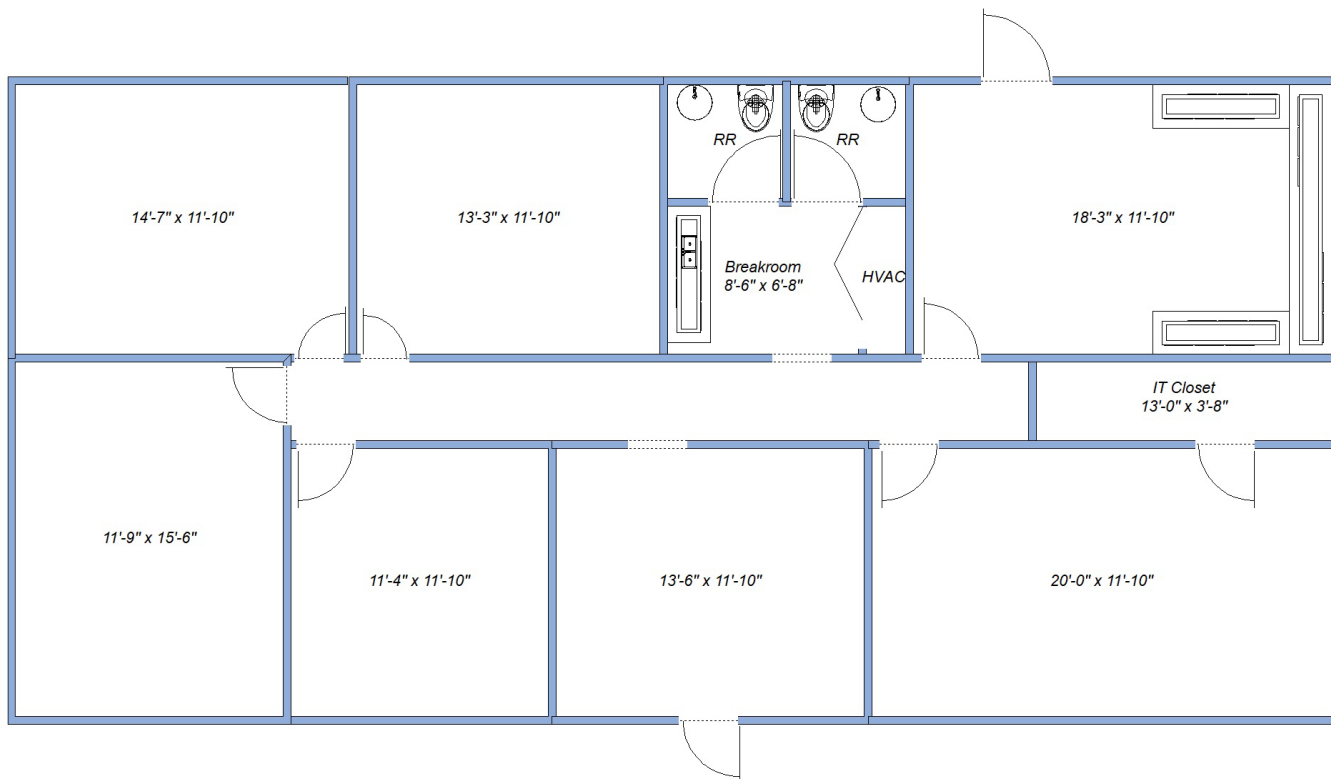 RR
RR
14'-7" x 11'-10"
13'-3" x 11'-10"
18'-3" x 11'-10"
Breakroom
8'-6" x 6'-8"
HVAC
IT Closet
13'-0" x 3'-8"
11'-9" x 15'-6"
11'-4" x 11'-10"
13'-6" x 11'-10"
20'-0" x 11'-10"